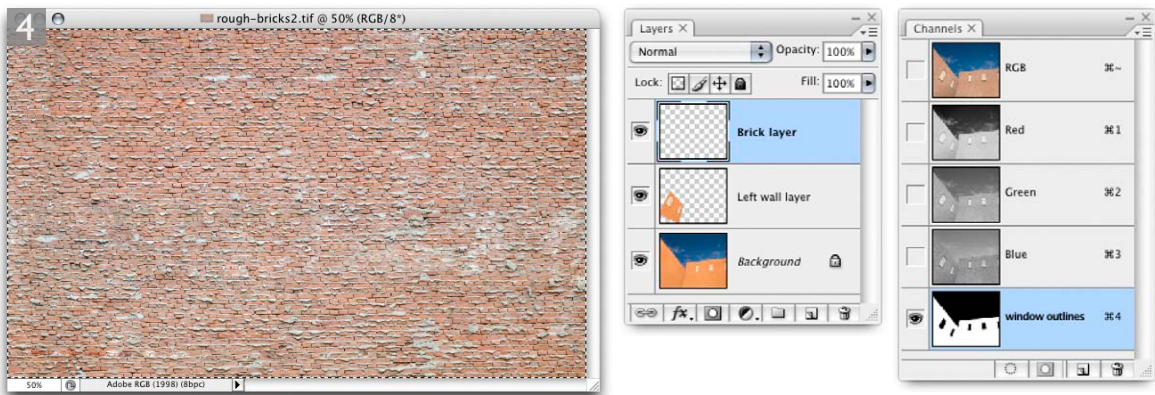 4
rough-bricks2.tif @ 50% (RGB/8*)
50%
Adobe RGB (1998) (8bpc)
Layers ×
Normal
Opacity: 100%
Lock:
Fill: 100%
Brick layer
Left wall layer
Background
fx.
Channels ×
RGB ⌘~
Red ⌘1
Green ⌘2
Blue ⌘3
window outlines ⌘4